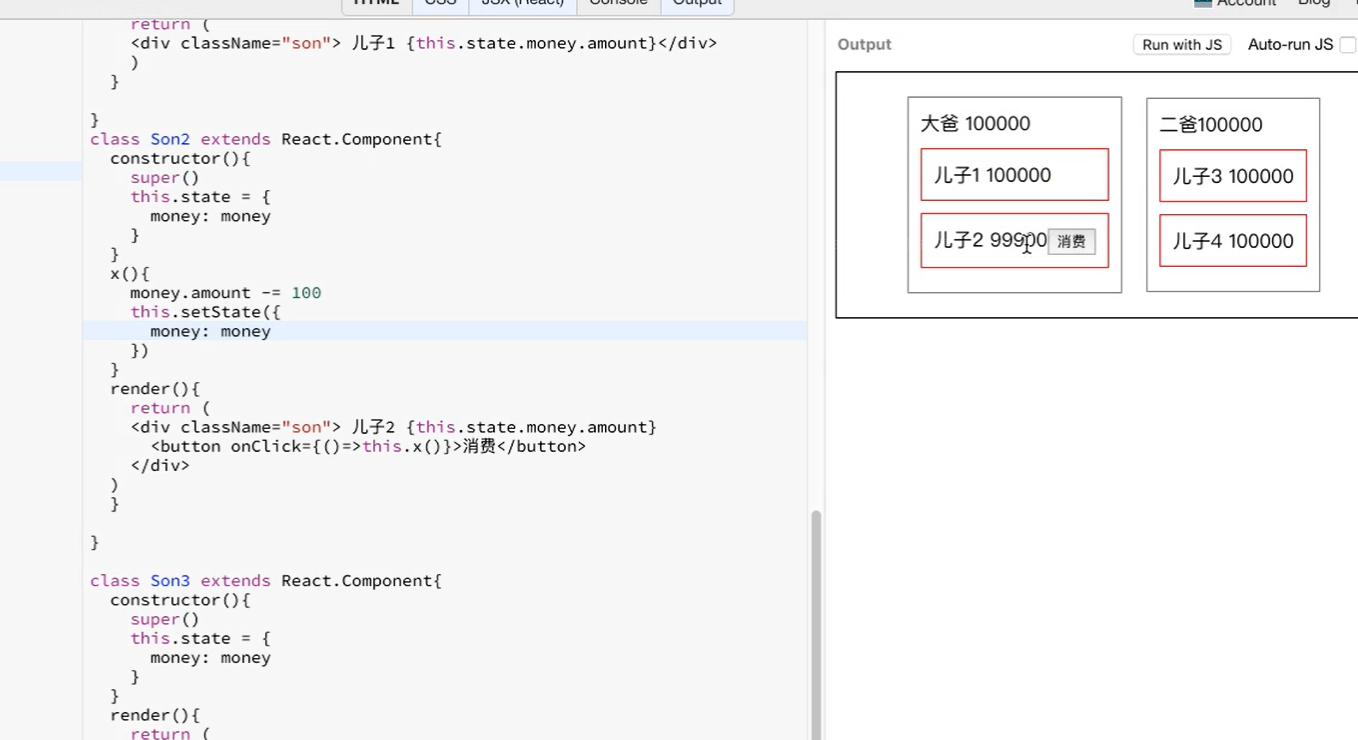 HTML CSS JSX (React) Console Output Account Blog
return (
<div className="son"> 儿子1 {this.state.money.amount}</div>
)
}
}
class Son2 extends React.Component{
constructor(){
super()
this.state = {
money: money
}
}
x(){
money.amount -= 100
this.setState({
money: money
})
}
render(){
return (
<div className="son"> 儿子2 {this.state.money.amount}
<button onClick={()=>this.x()}>消费</button>
</div>
)
}
}
class Son3 extends React.Component{
constructor(){
super()
this.state = {
money: money
}
}
render(){
return (
Output Run with JS Auto-run JS
大爸 100000
儿子1 100000
儿子2 99900 消费
二爸100000
儿子3 100000
儿子4 100000